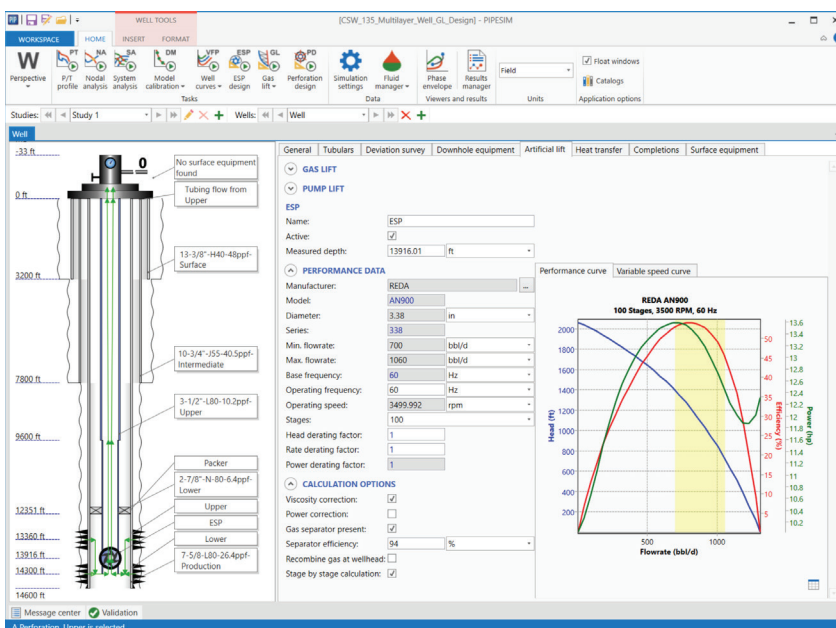 PIP
WELL TOOLS
[CSW_135_Multilayer_Well_GL_Design] - PIPESIM
WORKSPACE HOME INSERT FORMAT
W PT NA SA DM VFP ESP GL PD
Perspective P/T profile Nodal analysis System analysis Model calibration Well curves ESP design Gas lift Perforation design Simulation settings Fluid manager Phase envelope Results manager
Field
Float windows
Catalogs
Tasks Data Viewers and results Units Application options
Studies: Study 1 Wells: Well
Well
General Tubulars Deviation survey Downhole equipment Artificial lift Heat transfer Completions Surface equipment
-33 ft
0
No surface equipment found
0 ft
Tubing flow from Upper
13-3/8"-H40-48ppf-Surface
3200 ft
10-3/4"-J55-40.5ppf-Intermediate
7800 ft
3-1/2"-L80-10.2ppf-Upper
9600 ft
Packer
2-7/8"-N-80-6.4ppf-Lower
12351 ft
Upper
13360 ft
ESP
13916 ft
Lower
14300 ft
7-5/8-L80-26.4ppf-Production
14600 ft
GAS LIFT
PUMP LIFT
ESP
Name: ESP
Active:
Measured depth: 13916.01 ft
PERFORMANCE DATA
Manufacturer: REDA ...
Model: AN900
Diameter: 3.38 in
Series: 338
Min. flowrate: 700 bbl/d
Max. flowrate: 1060 bbl/d
Base frequency: 60 Hz
Operating frequency: 60 Hz
Operating speed: 3499.992 rpm
Stages: 100
Head derating factor: 1
Rate derating factor: 1
Power derating factor: 1
CALCULATION OPTIONS
Viscosity correction:
Power correction:
Gas separator present:
Separator efficiency: 94 %
Recombine gas at wellhead:
Stage by stage calculation:
Performance curve Variable speed curve
REDA AN900
100 Stages, 3500 RPM, 60 Hz
Head (ft)
2000
1800
1600
1400
1200
1000
800
600
400
200
500 1000
Flowrate (bbl/d)
50
45
40
35
30
25
20
15
10
5
Efficiency (%)
13.6
13.4
13.2
13
12.8
12.6
12.4
12.2
12
11.8
11.6
11.4
11.2
11
10.8
10.6
10.4
10.2
Power (hp)
Message center Validation
A Perforation, Upper is selected